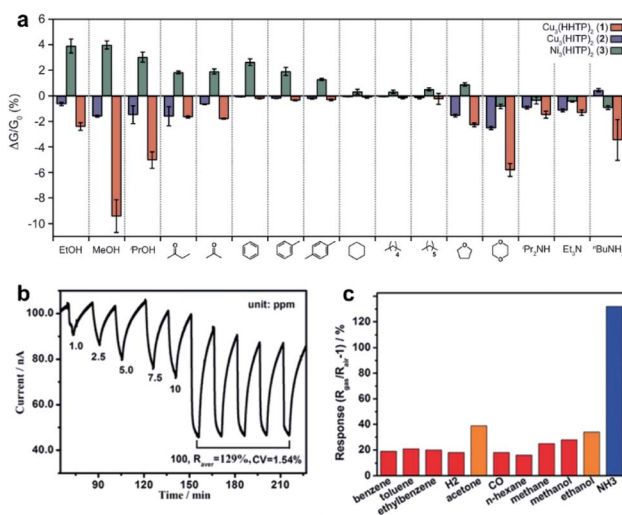 a
Cu₃(HHTP)₂ (1)
Cu₃(HITP)₂ (2)
Ni₃(HITP)₂ (3)
ΔG/G₀ (%)
6
4
2
0
-2
-4
-6
-8
-10
EtOH MeOH ⁱPrOH ⁱPr₂NH Et₃N ⁿBuNH₂
4 5
O O O O O
b
unit: ppm
Current / nA
100.0
80.0
60.0
40.0
1.0
2.5
5.0
7.5
10
100, Raver=129%, CV=1.54%
90 120 150 180 210
Time / min
c
Response (Rgas/Rair-1) / %
120
100
80
60
40
20
0
benzene
toluene
ethylbenzene
H2
acetone
CO
n-hexane
methane
methanol
ethanol
NH3